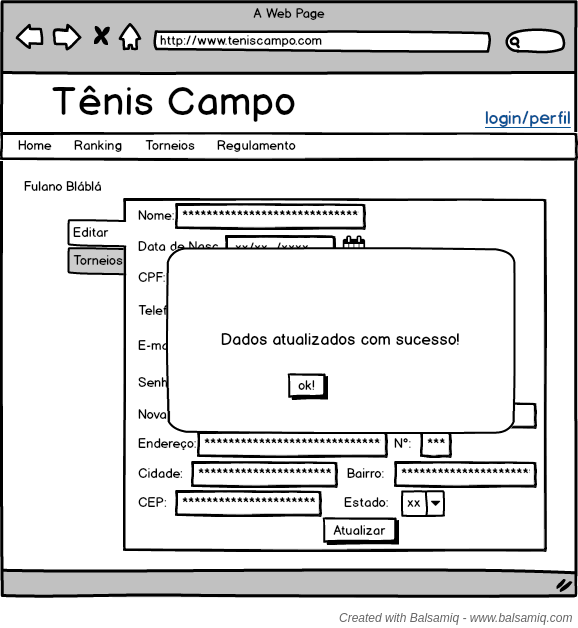 A Web Page
http://www.teniscampo.com
Tênis Campo
login/perfil
Home Ranking Torneios Regulamento
Fulano Bláblá
Editar
Torneios
Nome: ******************************
Data de Nasc xx/xx /xxxx
CPF:
Telef
E-ma
Senh
Nova
Dados atualizados com sucesso!
ok!
Endereço: ****************************** Nº: ***
Cidade: *********************** Bairro: **********************
CEP: *********************** Estado: xx
Atualizar
Created with Balsamiq - www.balsamiq.com